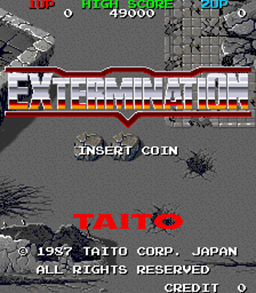 1UP HIGH SCORE 2UP
0 49000 0
EXTERMINATION
INSERT COIN
TAITO
© 1987 TAITO CORP. JAPAN
ALL RIGHTS RESERVED
CREDIT 0